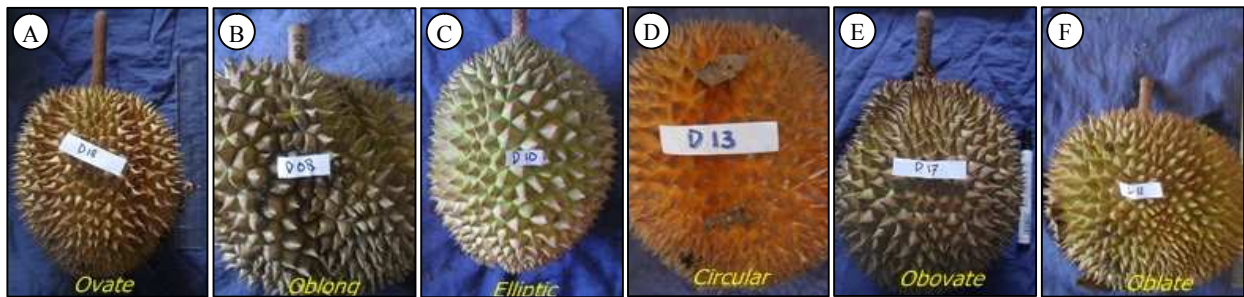 A
D18
Ovate
B
D08
Oblong
C
D10
Elliptic
D
D13
Circular
E
D17
Obovate
F
Oblate